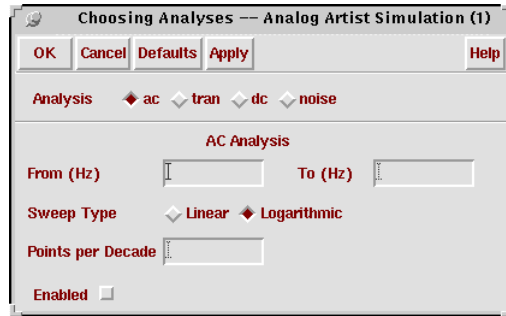 Choosing Analyses -- Analog Artist Simulation (1)
OK Cancel Defaults Apply Help
Analysis ac tran dc noise
AC Analysis
From (Hz) To (Hz)
Sweep Type Linear Logarithmic
Points per Decade
Enabled